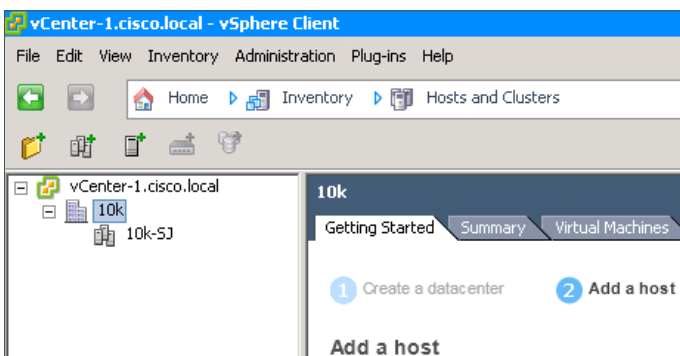 vCenter-1.cisco.local - vSphere Client
File Edit View Inventory Administration Plug-ins Help
Home Inventory Hosts and Clusters
vCenter-1.cisco.local
10k
10k-SJ
10k
Getting Started Summary Virtual Machines
1 Create a datacenter 2 Add a host
Add a host